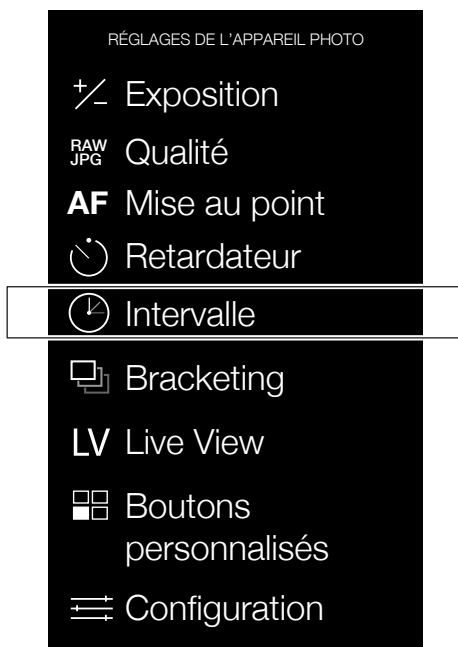 RÉGLAGES DE L’APPAREIL PHOTO
+/− Exposition
RAW
JPG Qualité
AF Mise au point
Retardateur
Intervalle
Bracketing
LV Live View
Boutons
personnalisés
Configuration